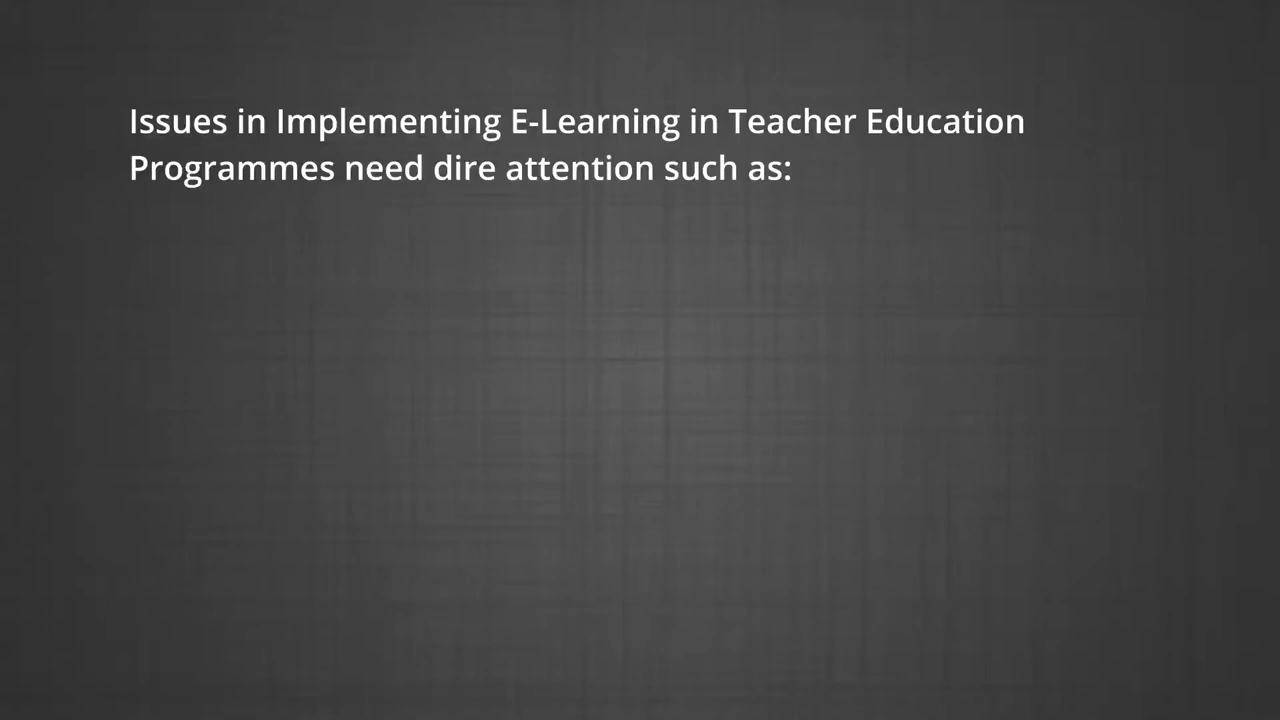 Issues in Implementing E-Learning in Teacher Education
Programmes need dire attention such as: